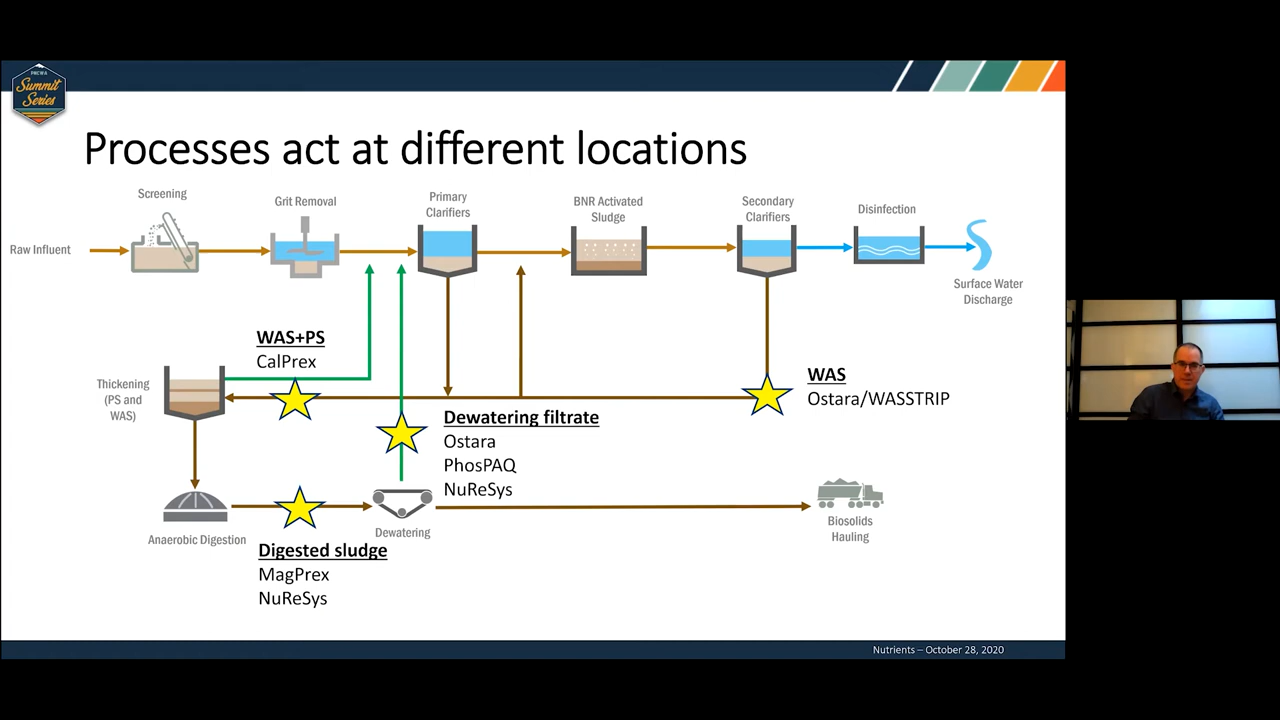 PNCWA
Summit
Series
Processes act at different locations
Screening
Grit Removal
Primary
Clarifiers
BNR Activated
Sludge
Secondary
Clarifiers
Disinfection
Raw Influent
Surface Water
Discharge
WAS+PS
CalPrex
Thickening
(PS and
WAS)
WAS
Ostara/WASSTRIP
Dewatering filtrate
Ostara
PhosPAQ
NuReSys
Anaerobic Digestion
Dewatering
Biosolids
Hauling
Digested sludge
MagPrex
NuReSys
Nutrients – October 28, 2020